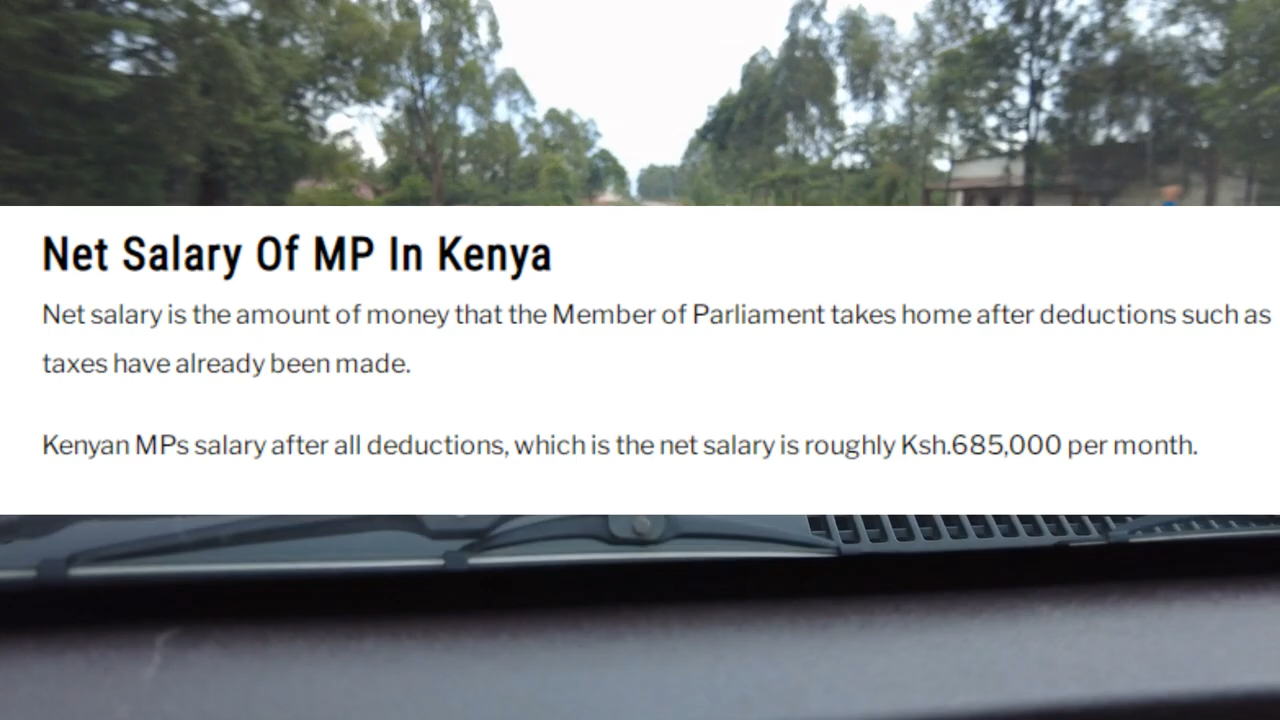 Net Salary Of MP In Kenya
Net salary is the amount of money that the Member of Parliament takes home after deductions such as
taxes have already been made.
Kenyan MPs salary after all deductions, which is the net salary is roughly Ksh.685,000 per month.